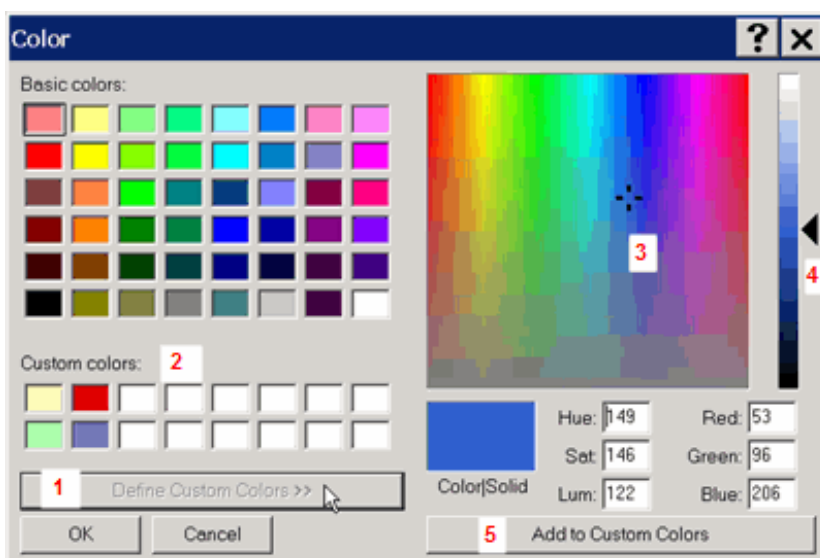 Color
Basic colors:
3
4
Custom colors: 2
Hue: 149 Red: 53
Sat: 146 Green: 96
Color|Solid Lum: 122 Blue: 206
1 Define Custom Colors >>
OK Cancel 5 Add to Custom Colors